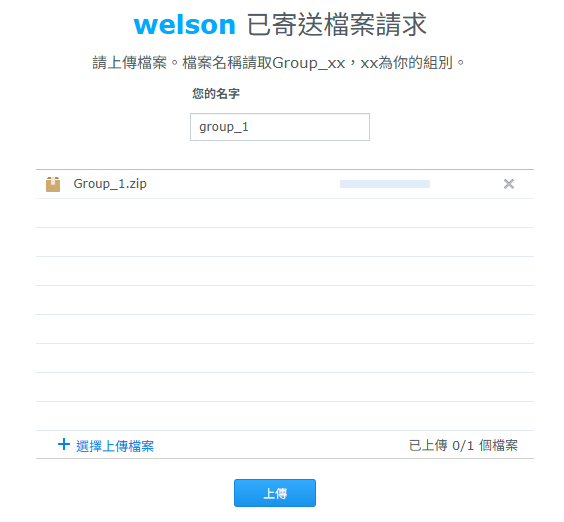 welson 已寄送檔案請求
請上傳檔案。檔案名稱請取Group_xx，xx為你的組別。
您的名字
group_1
Group_1.zip
選擇上傳檔案 已上傳 0/1 個檔案
上傳